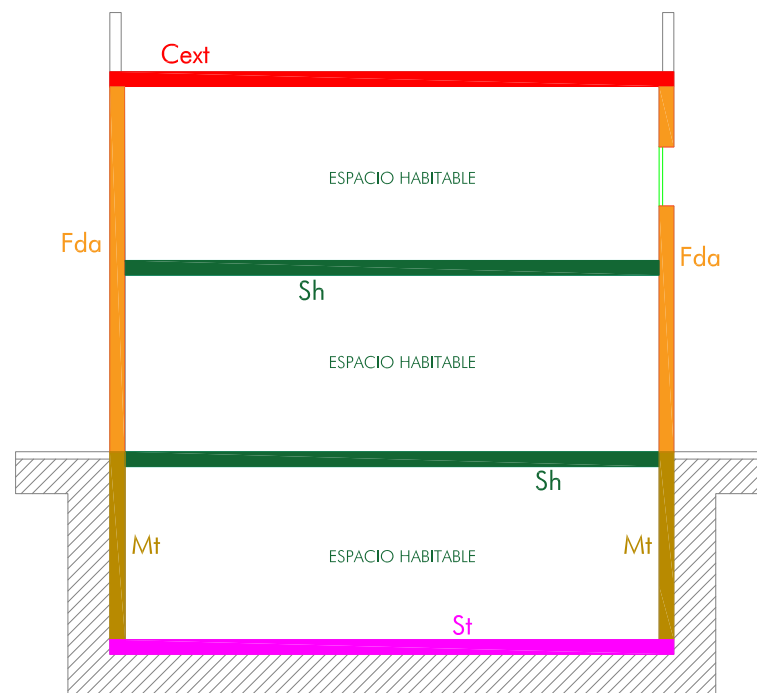 Cext
ESPACIO HABITABLE
Fda
Fda
Sh
ESPACIO HABITABLE
Sh
Mt
Mt
ESPACIO HABITABLE
St